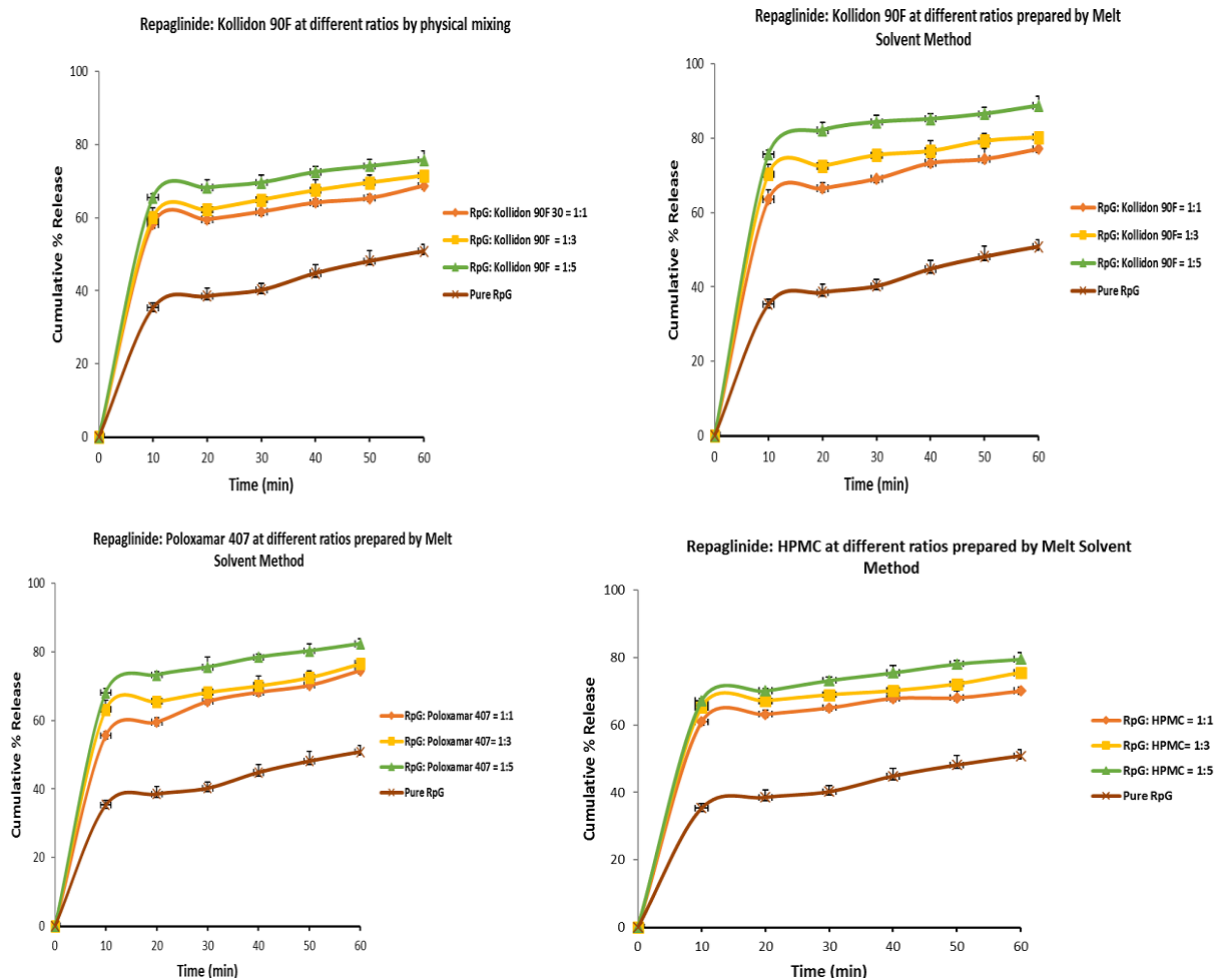 Repaglinide: Kollidon 90F at different ratios by physical mixing
100
80
60
40
20
0
Cumulative % Release
0 10 20 30 40 50 60
Time (min)
RpG: Kollidon 90F 30 = 1:1
RpG: Kollidon 90F = 1:3
RpG: Kollidon 90F = 1:5
Pure RpG
Repaglinide: Kollidon 90F at different ratios prepared by Melt
Solvent Method
100
80
60
40
20
0
Cumulative % Release
0 10 20 30 40 50 60
Time (min)
RpG: Kollidon 90F = 1:1
RpG: Kollidon 90F= 1:3
RpG: Kollidon 90F = 1:5
Pure RpG
Repaglinide: Poloxamar 407 at different ratios prepared by Melt
Solvent Method
100
80
60
40
20
0
Cumulative % Release
0 10 20 30 40 50 60
Time (min)
RpG: Poloxamar 407 = 1:1
RpG: Poloxamar 407= 1:3
RpG: Poloxamar 407 = 1:5
Pure RpG
Repaglinide: HPMC at different ratios prepared by Melt Solvent
Method
100
80
60
40
20
0
Cumulative % Release
0 10 20 30 40 50 60
Time (min)
RpG: HPMC = 1:1
RpG: HPMC= 1:3
RpG: HPMC = 1:5
Pure RpG